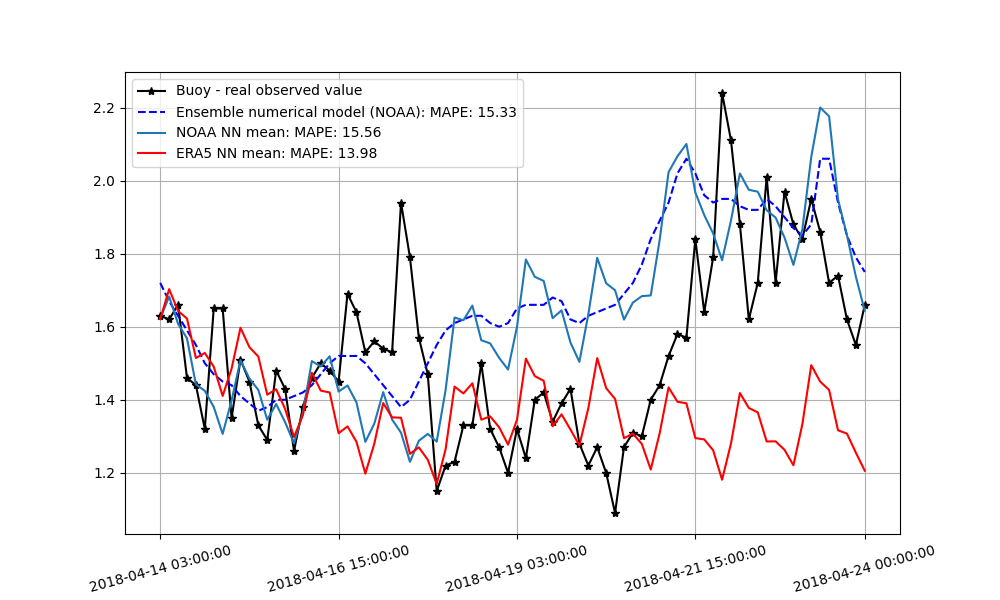 Buoy - real observed value
Ensemble numerical model (NOAA): MAPE: 15.33
NOAA NN mean: MAPE: 15.56
ERA5 NN mean: MAPE: 13.98
2.2
2.0
1.8
1.6
1.4
1.2
2018-04-14 03:00:00
2018-04-16 15:00:00
2018-04-19 03:00:00
2018-04-21 15:00:00
2018-04-24 00:00:00